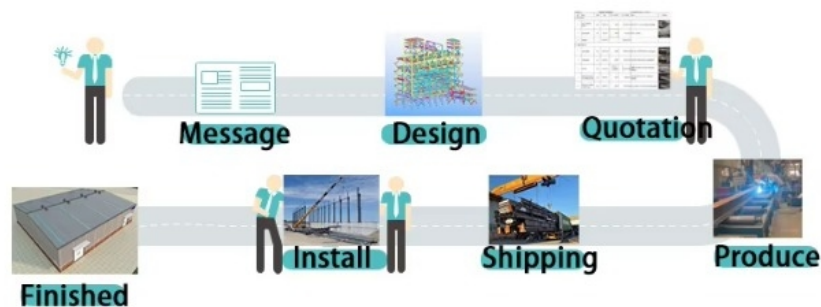 Message
Design
Quotation
Produce
Shipping
Install
Finished